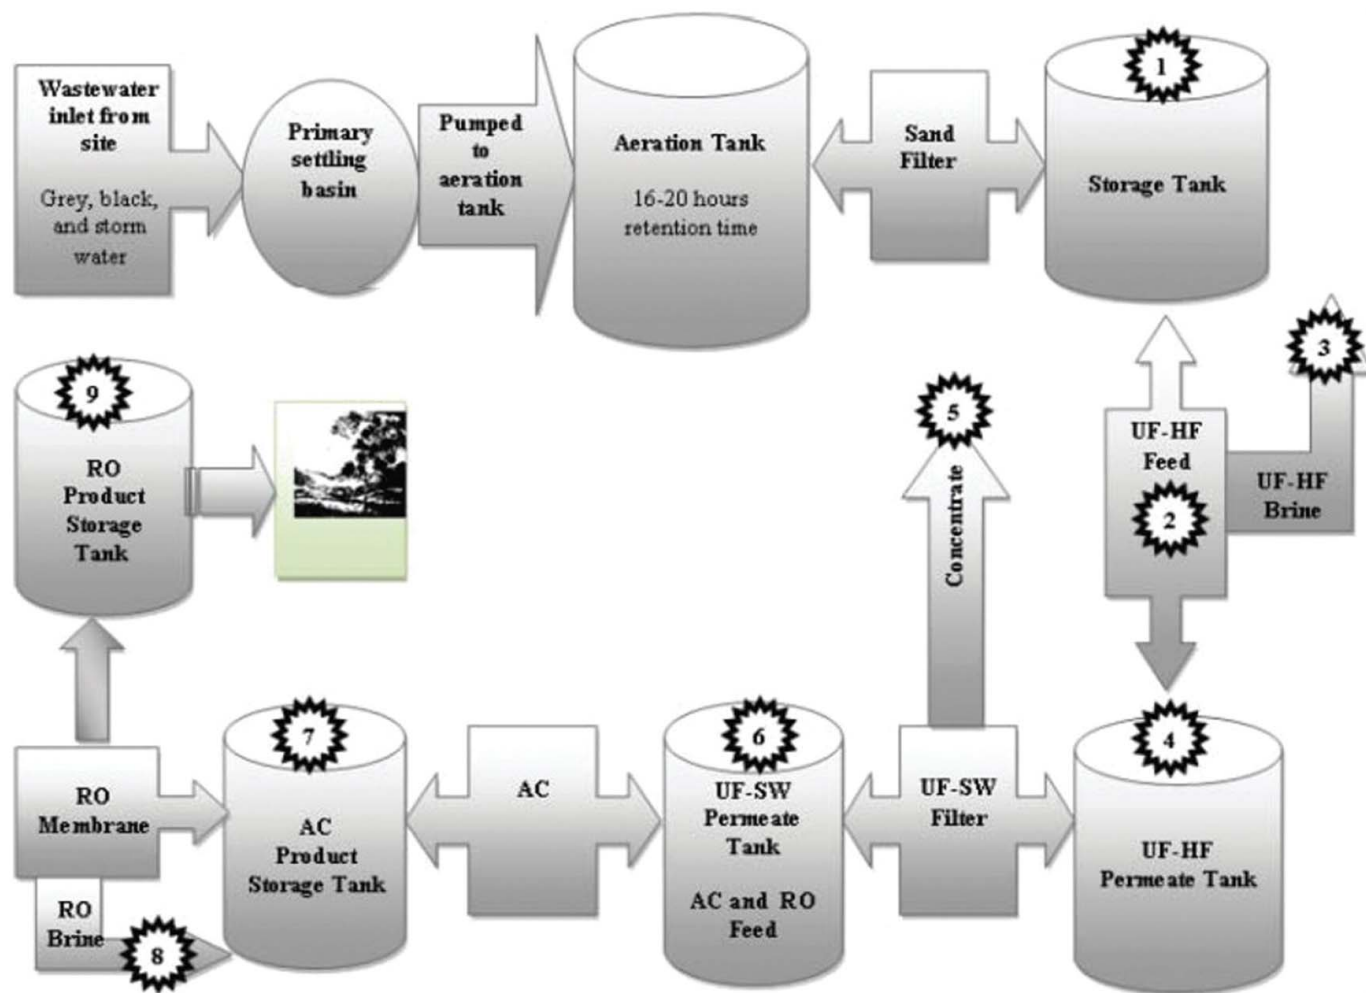 Wastewater
inlet from
site
Grey, black,
and storm
water
Primary
settling
basin
Pumped
to
aeration
tank
Aeration Tank
16-20 hours
retention time
Sand
Filter
1
Storage Tank
9
RO
Product
Storage
Tank
5
Concentrate
UF-HF
Feed
2
3
UF-HF
Brine
RO
Membrane
RO
Brine
8
7
AC
Product
Storage Tank
AC
6
UF-SW
Permeate
Tank
AC and RO
Feed
UF-SW
Filter
4
UF-HF
Permeate Tank